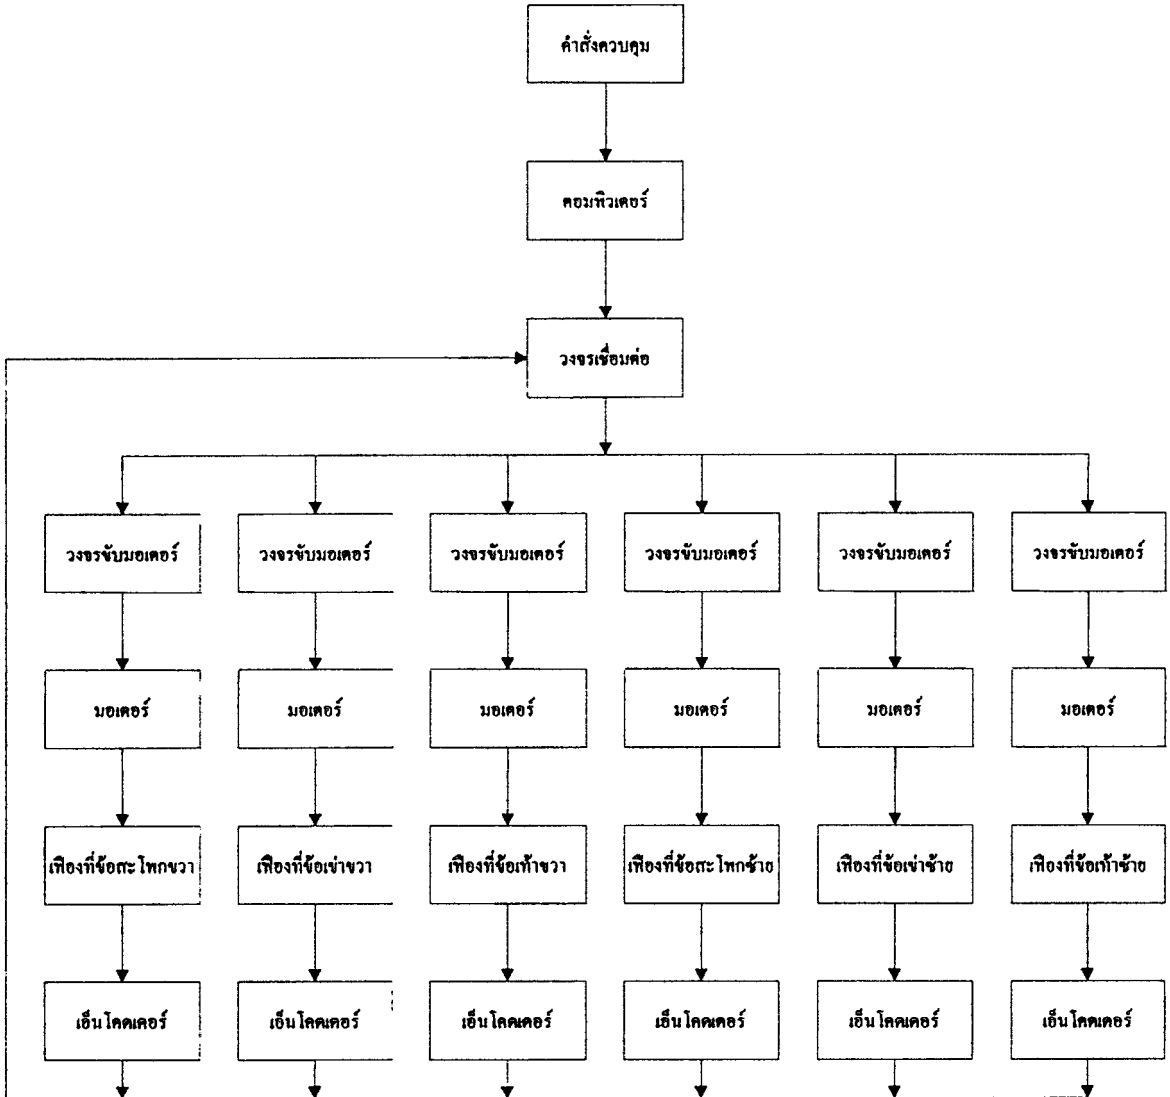 คำสั่งควบคุม
คอมพิวเตอร์
วงจรเชื่อมต่อ
วงจรขับมอเตอร์
วงจรขับมอเตอร์
วงจรขับมอเตอร์
วงจรขับมอเตอร์
วงจรขับมอเตอร์
วงจรขับมอเตอร์
มอเตอร์
มอเตอร์
มอเตอร์
มอเตอร์
มอเตอร์
มอเตอร์
เฟืองที่ข้อสะโพกขวา
เฟืองที่ข้อเข่าขวา
เฟืองที่ข้อเท้าขวา
เฟืองที่ข้อสะโพกซ้าย
เฟืองที่ข้อเข่าซ้าย
เฟืองที่ข้อเท้าซ้าย
เอ็นโคดเดอร์
เอ็นโคดเดอร์
เอ็นโคดเดอร์
เอ็นโคดเดอร์
เอ็นโคดเดอร์
เอ็นโคดเดอร์